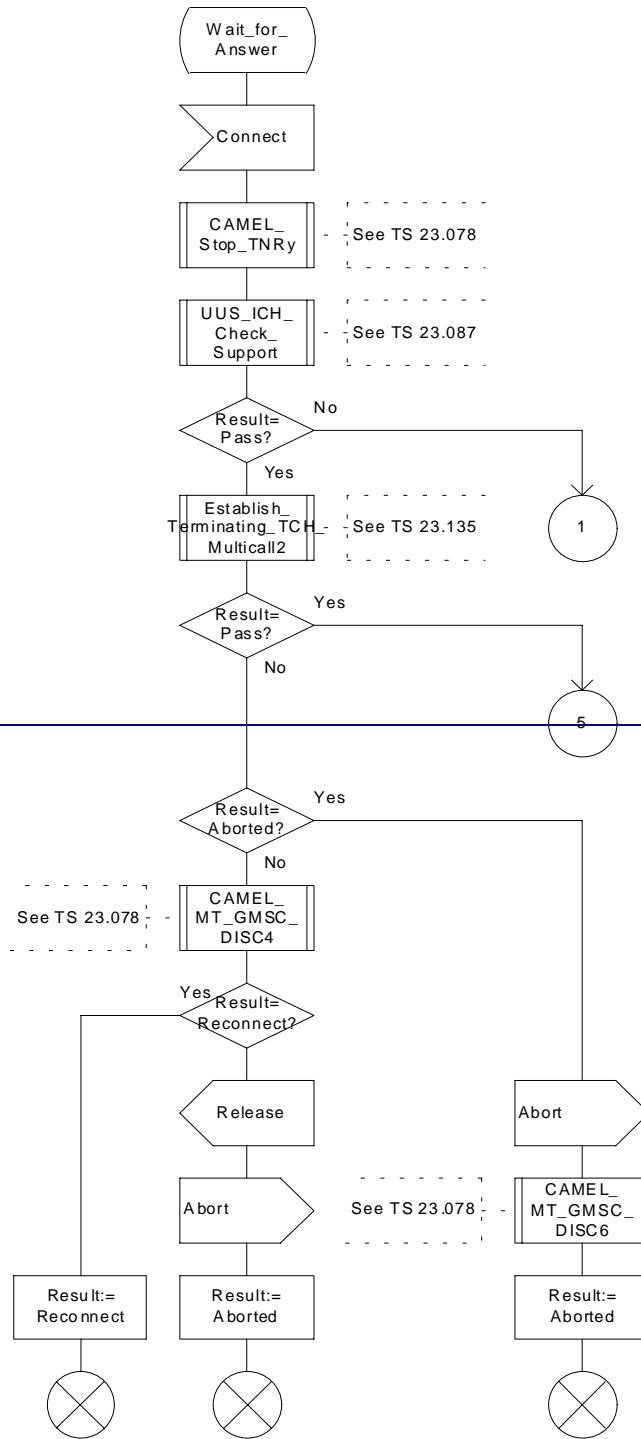 Wait_for_
Answer
Connect
CAMEL_
Stop_TNRy
See TS 23.078
UUS_ICH_
Check_
Support
See TS 23.087
Result=
Pass?
No
Yes
1
Establish_
Terminating_TCH_
Multicall2
See TS 23.135
Result=
Pass?
Yes
No
5
Result=
Aborted?
Yes
No
See TS 23.078
CAMEL_
MT_GMSC_
DISC4
Yes
Result=
Reconnect?
Release
Abort
Abort
See TS 23.078
CAMEL_
MT_GMSC_
DISC6
Result:=
Reconnect
Result:=
Aborted
Result:=
Aborted